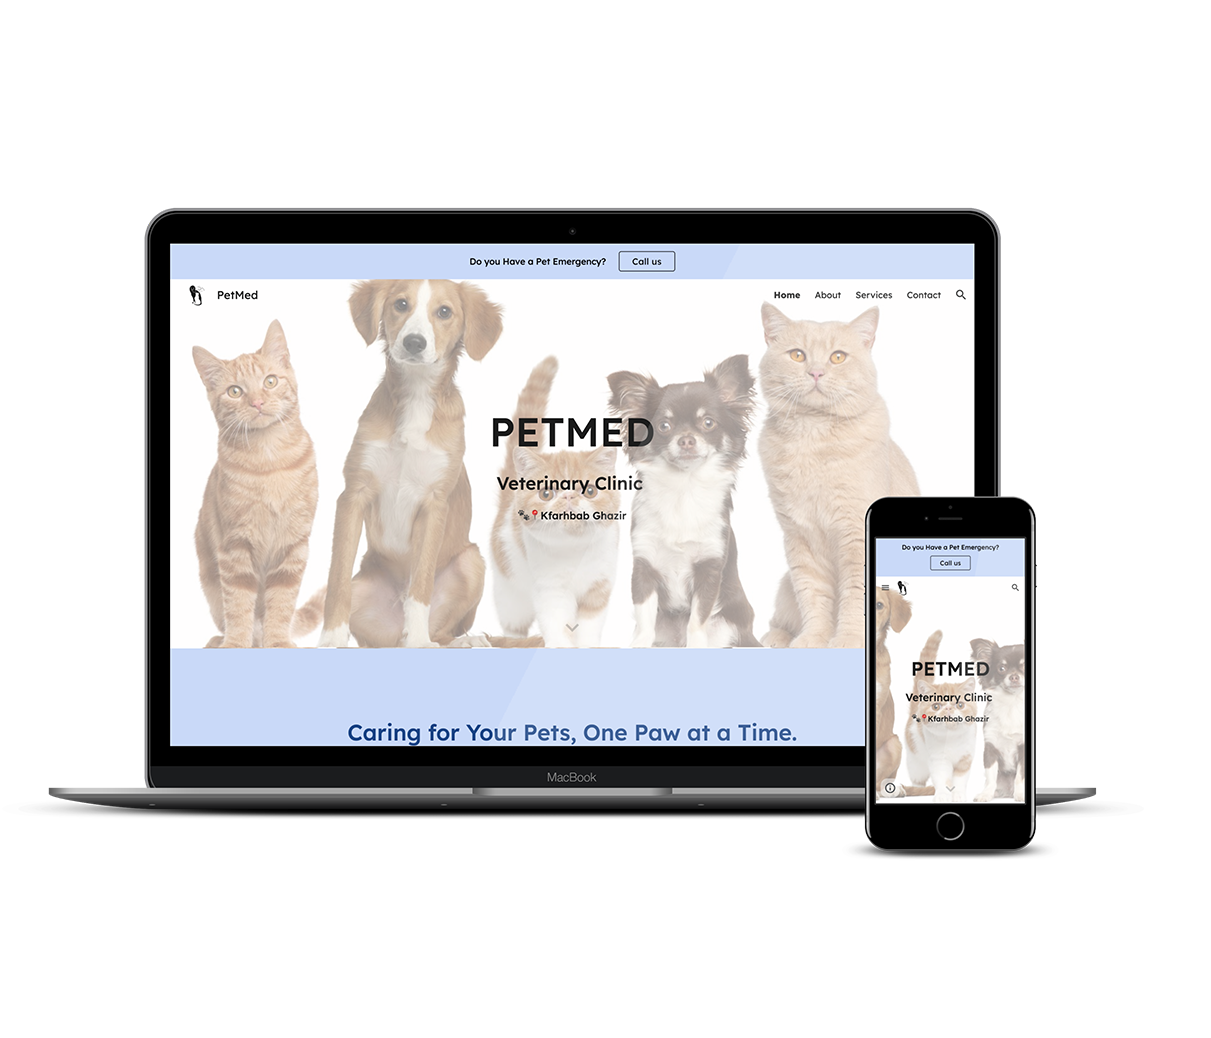 Do you Have a Pet Emergency? Call us
PetMed
Home About Services Contact
PETMED
Veterinary Clinic
🐾📍Kfarhbab Ghazir
Caring for Your Pets, One Paw at a Time.
MacBook
Do you Have a Pet Emergency?
Call us
PETMED
Veterinary Clinic
🐾📍Kfarhbab Ghazir